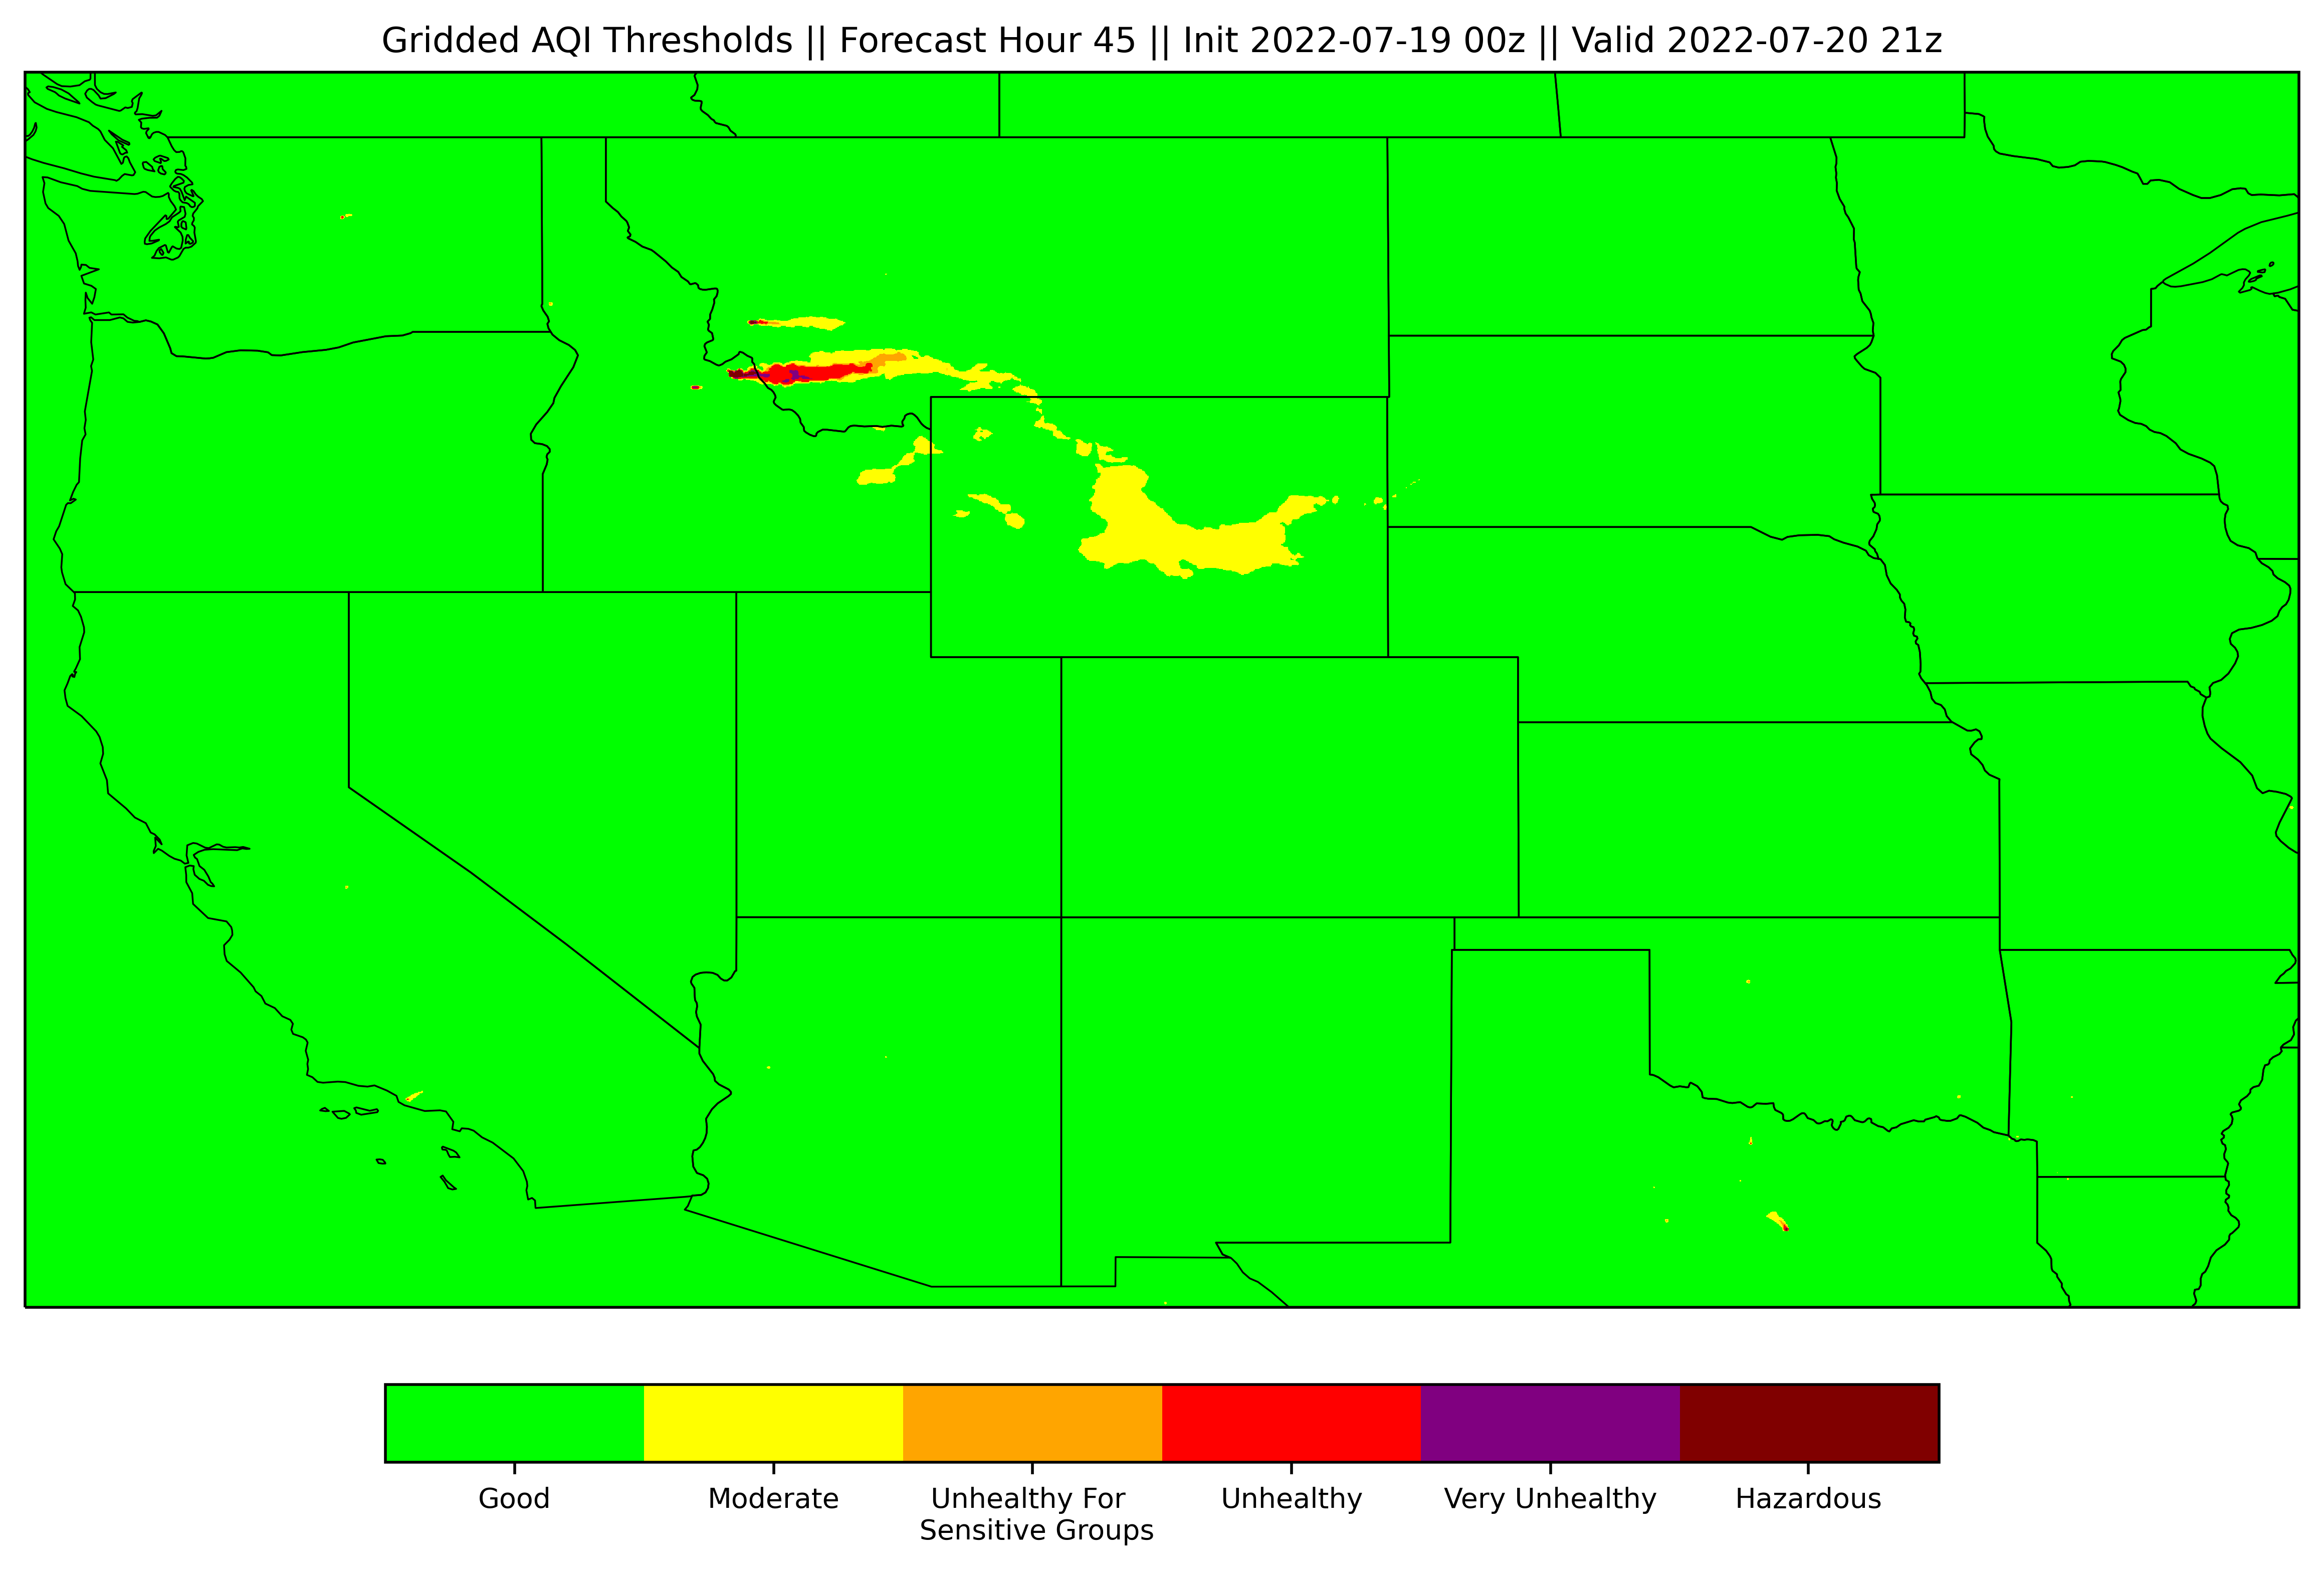 Gridded AQI Thresholds || Forecast Hour 45 || Init 2022-07-19 00z || Valid 2022-07-20 21z
Good
Moderate
Unhealthy For
Sensitive Groups
Unhealthy
Very Unhealthy
Hazardous